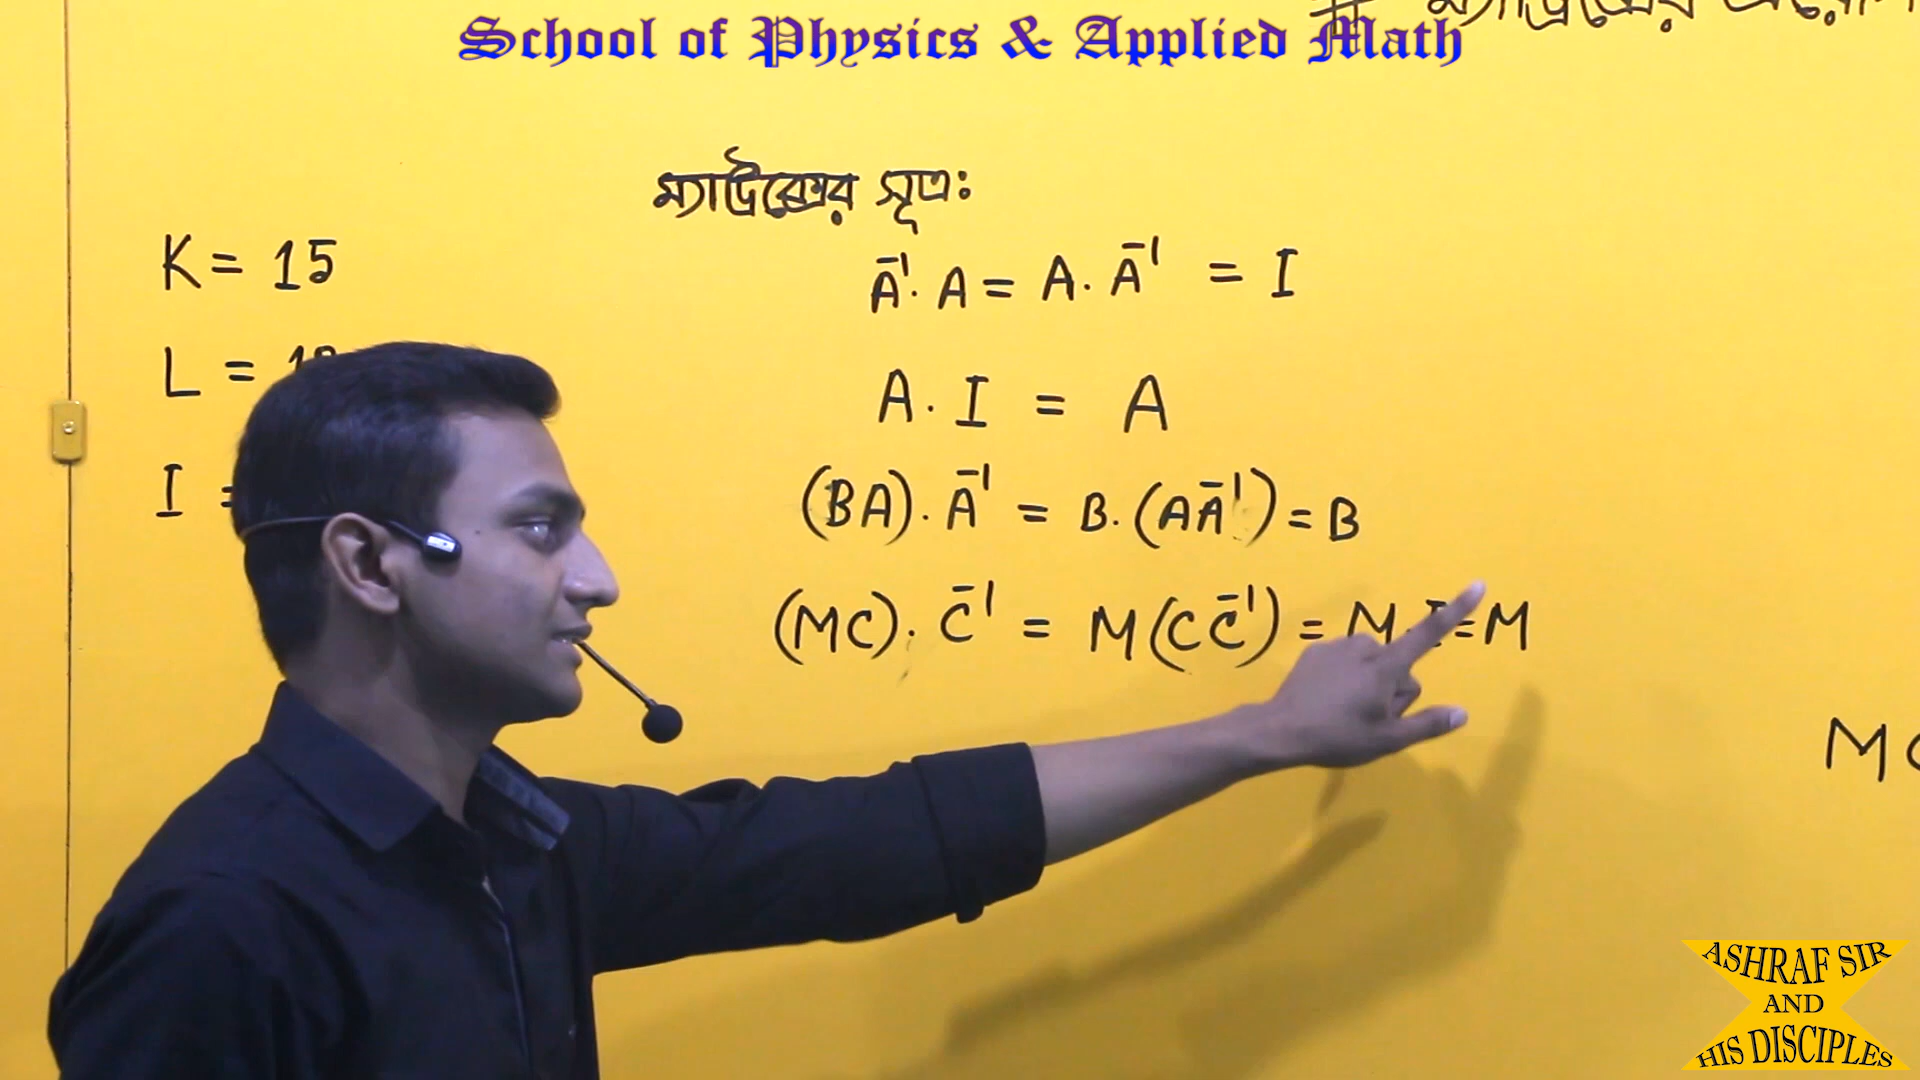 School of Physics & Applied Math
# ম্যাট্রিক্সের
ম্যাট্রিক্সের সূত্র:
K = 15
A⁻¹. A = A. A⁻¹ = I
L =
A. I = A
I =
(BA). A⁻¹ = B. (AA⁻¹) = B
(MC). C⁻¹ = M(CC⁻¹) = M. I = M
MC
ASHRAF SIR
AND
HIS DISCIPLES